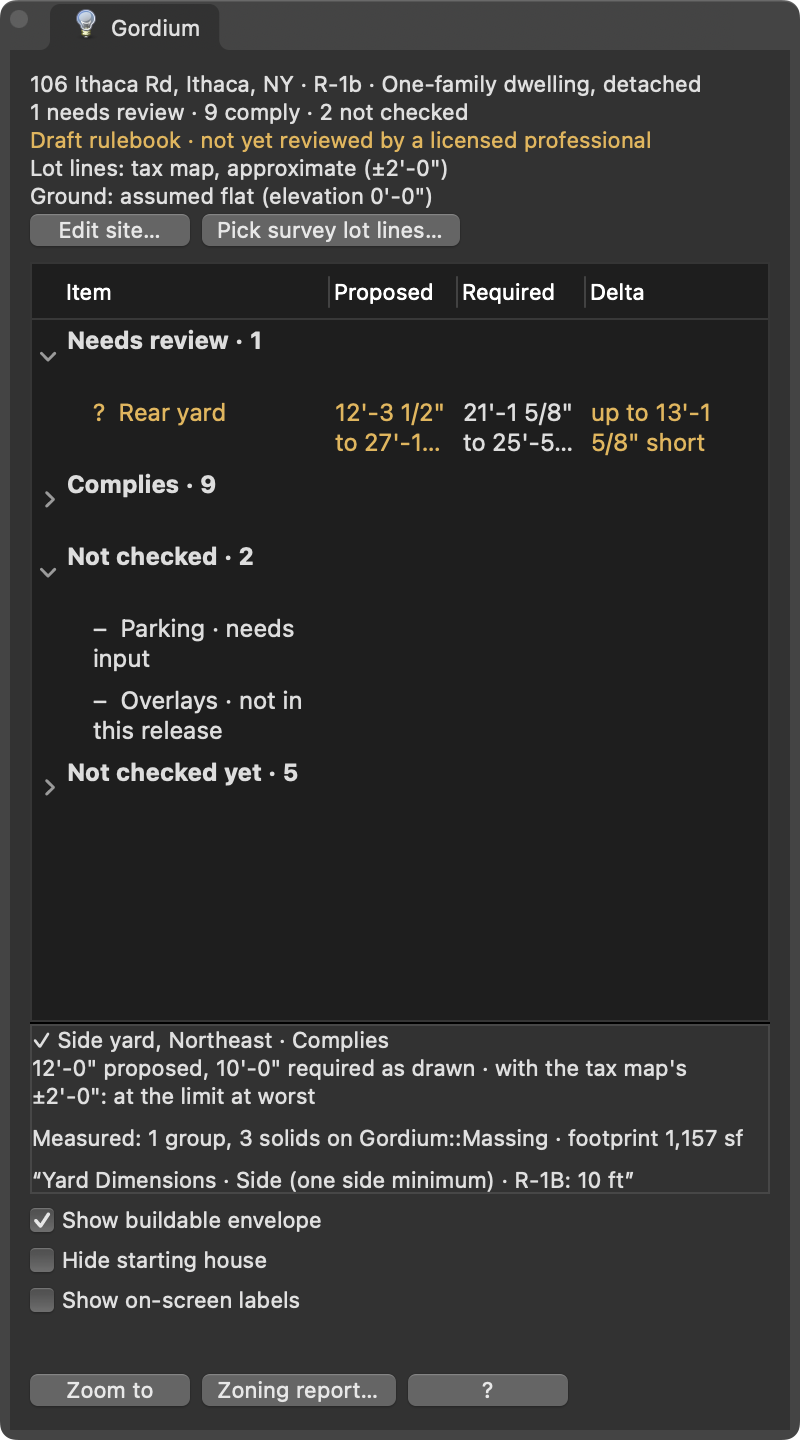 Gordium
106 Ithaca Rd, Ithaca, NY · R-1b · One-family dwelling, detached
1 needs review · 9 comply · 2 not checked
Draft rulebook · not yet reviewed by a licensed professional
Lot lines: tax map, approximate (±2'-0")
Ground: assumed flat (elevation 0'-0")
Edit site... Pick survey lot lines...
Item Proposed Required Delta
Needs review · 1
? Rear yard 12'-3 1/2" 21'-1 5/8" up to 13'-1
to 27'-1... to 25'-5... 5/8" short
Complies · 9
Not checked · 2
– Parking · needs
input
– Overlays · not in
this release
Not checked yet · 5
✓ Side yard, Northeast · Complies
12'-0" proposed, 10'-0" required as drawn · with the tax map's
±2'-0": at the limit at worst
Measured: 1 group, 3 solids on Gordium::Massing · footprint 1,157 sf
“Yard Dimensions · Side (one side minimum) · R-1B: 10 ft”
Show buildable envelope
Hide starting house
Show on-screen labels
Zoom to Zoning report... ?